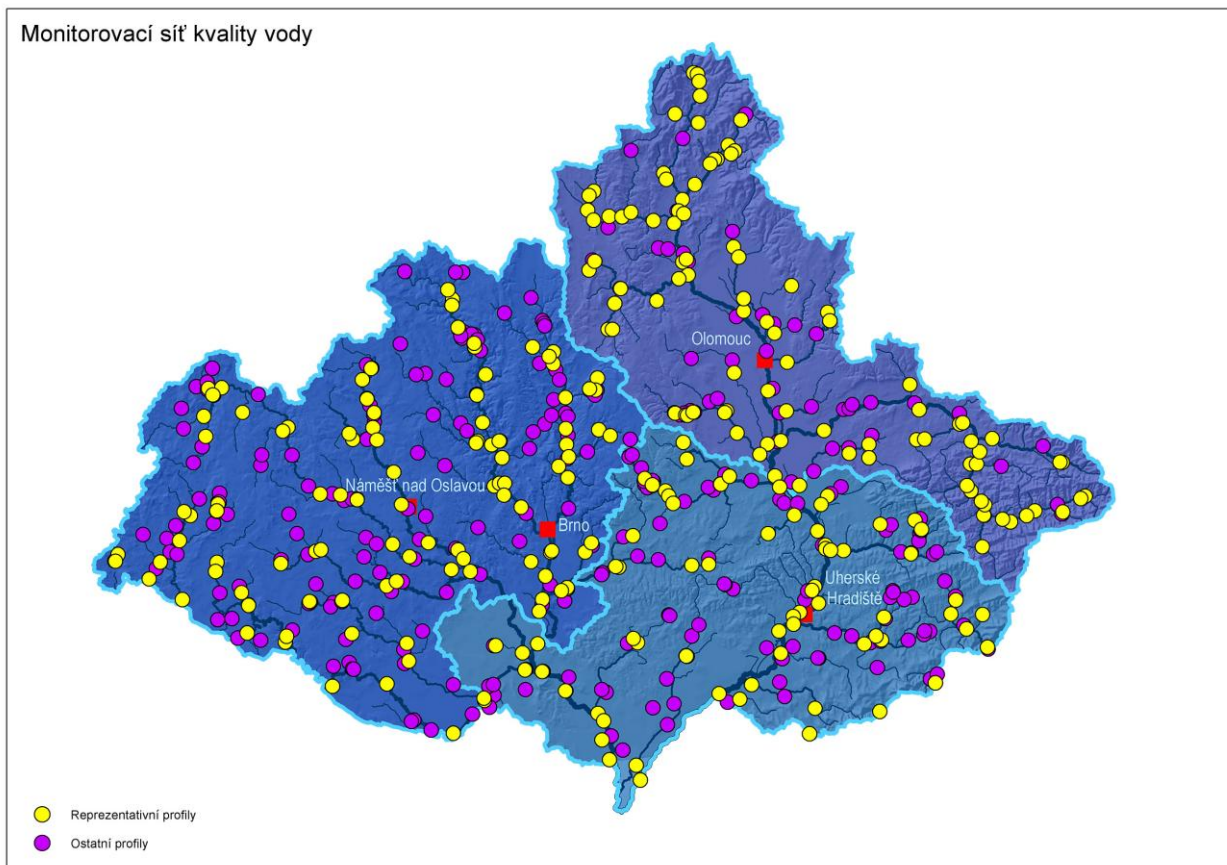 Monitorovací síť kvality vody
Olomouc
Náměšť nad Oslavou
Brno
Uherské
Hradiště
Reprezentativní profily
Ostatní profily